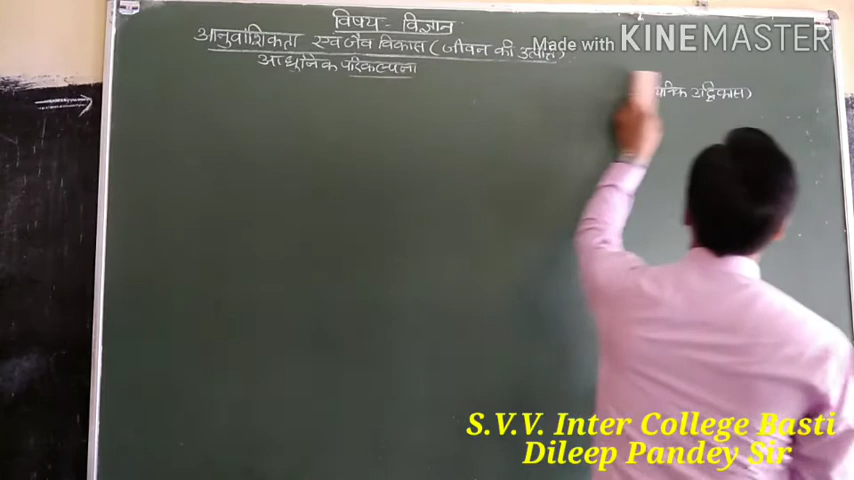 विषय - विज्ञान
आनुवांशिकता एवं जैव विकास ( जीवन की उत्पत्ति )
आधुनिक परिकल्पना
उद्विकास)
Made with KINEMASTER
S.V.V. Inter College Basti
Dileep Pandey Sir